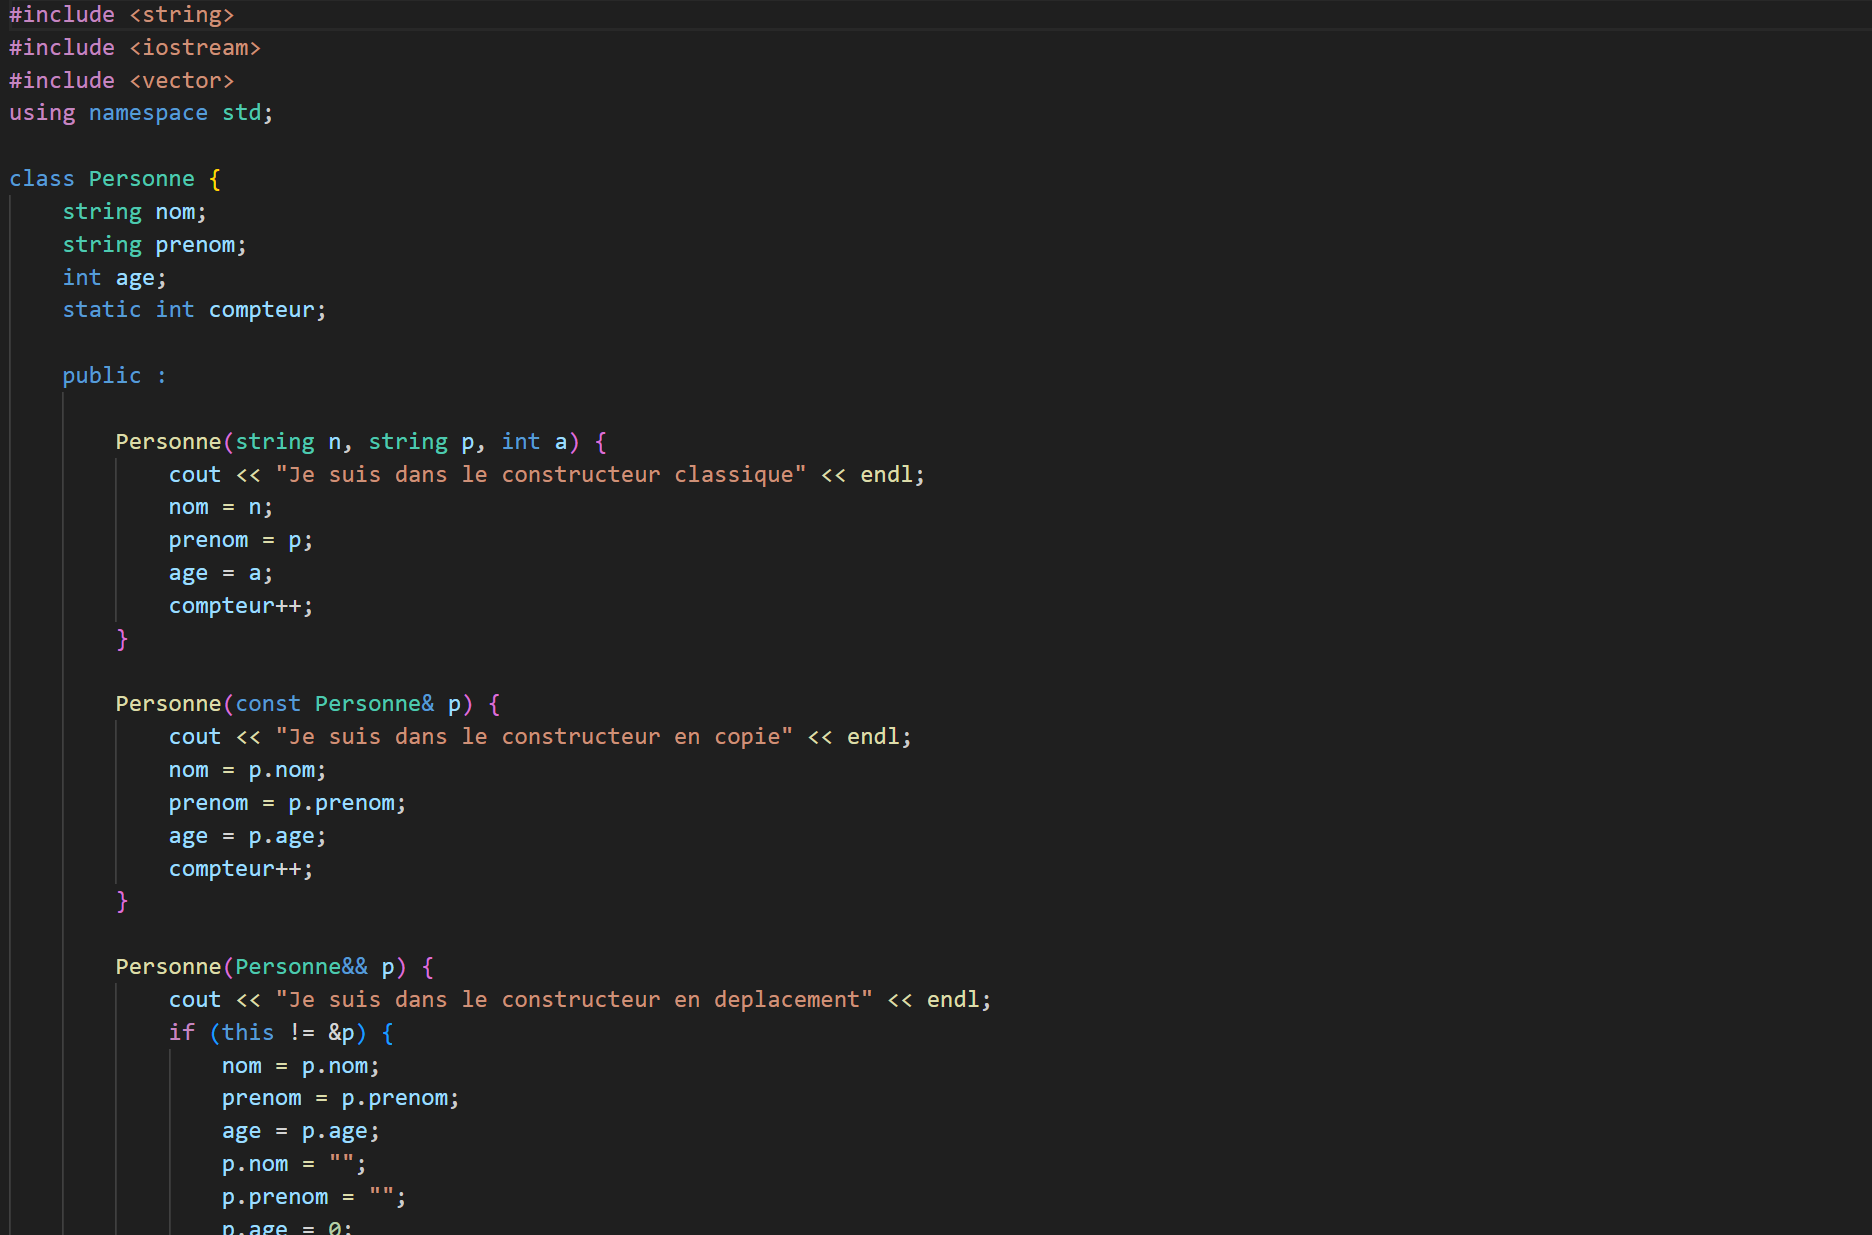 #include <string>
#include <iostream>
#include <vector>
using namespace std;
class Personne {
string nom;
string prenom;
int age;
static int compteur;
public :
Personne(string n, string p, int a) {
cout << "Je suis dans le constructeur classique" << endl;
nom = n;
prenom = p;
age = a;
compteur++;
}
Personne(const Personne& p) {
cout << "Je suis dans le constructeur en copie" << endl;
nom = p.nom;
prenom = p.prenom;
age = p.age;
compteur++;
}
Personne(Personne&& p) {
cout << "Je suis dans le constructeur en deplacement" << endl;
if (this != &p) {
nom = p.nom;
prenom = p.prenom;
age = p.age;
p.nom = "";
p.prenom = "";
p.age = 0;